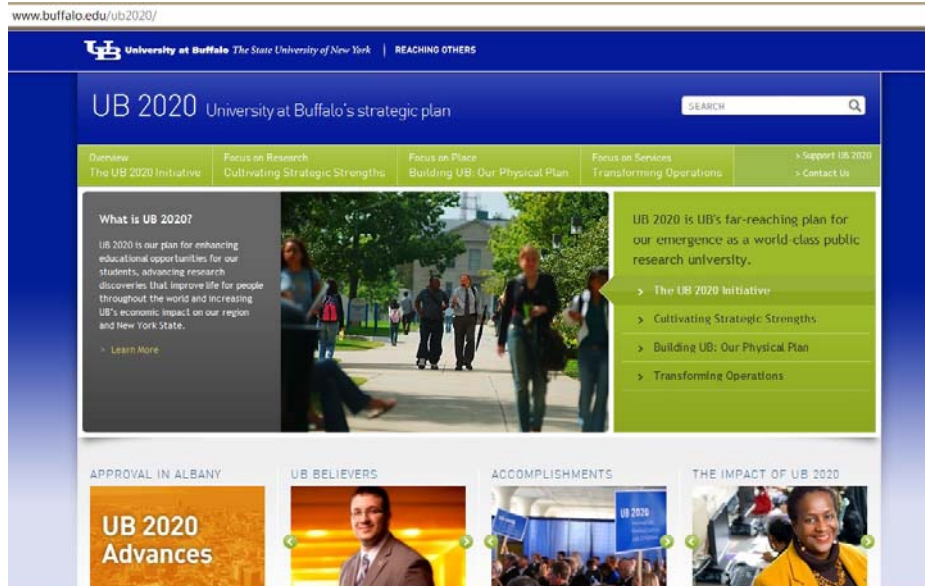 www.buffalo.edu/ub2020/
UB University at Buffalo The State University of New York | REACHING OTHERS
UB 2020 University at Buffalo's strategic plan
SEARCH
Overview
The UB 2020 Initiative
Focus on Research
Cultivating Strategic Strengths
Focus on Place
Building UB: Our Physical Plan
Focus on Services
Transforming Operations
> Support UB 2020
> Contact Us
What is UB 2020?
UB 2020 is our plan for enhancing
educational opportunities for our
students, advancing research
discoveries that improve life for people
throughout the world and increasing
UB's economic impact on our region
and New York State.
> Learn More
UB 2020 is UB's far-reaching plan for
our emergence as a world-class public
research university.
> The UB 2020 Initiative
> Cultivating Strategic Strengths
> Building UB: Our Physical Plan
> Transforming Operations
APPROVAL IN ALBANY
UB 2020
Advances
UB BELIEVERS
ACCOMPLISHMENTS
UB 2020
THE IMPACT OF UB 2020